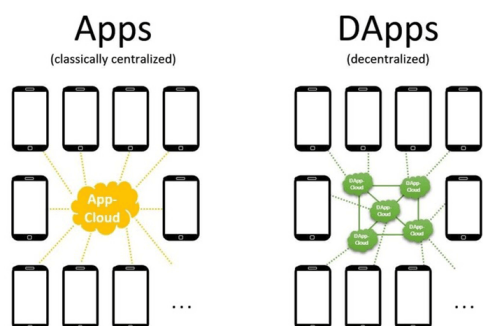 Apps
(classically centralized)
App-
Cloud
...
DApps
(decentralized)
DApp-
Cloud
DApp-
Cloud
DApp-
Cloud
DApp-
Cloud
DApp-
Cloud
...